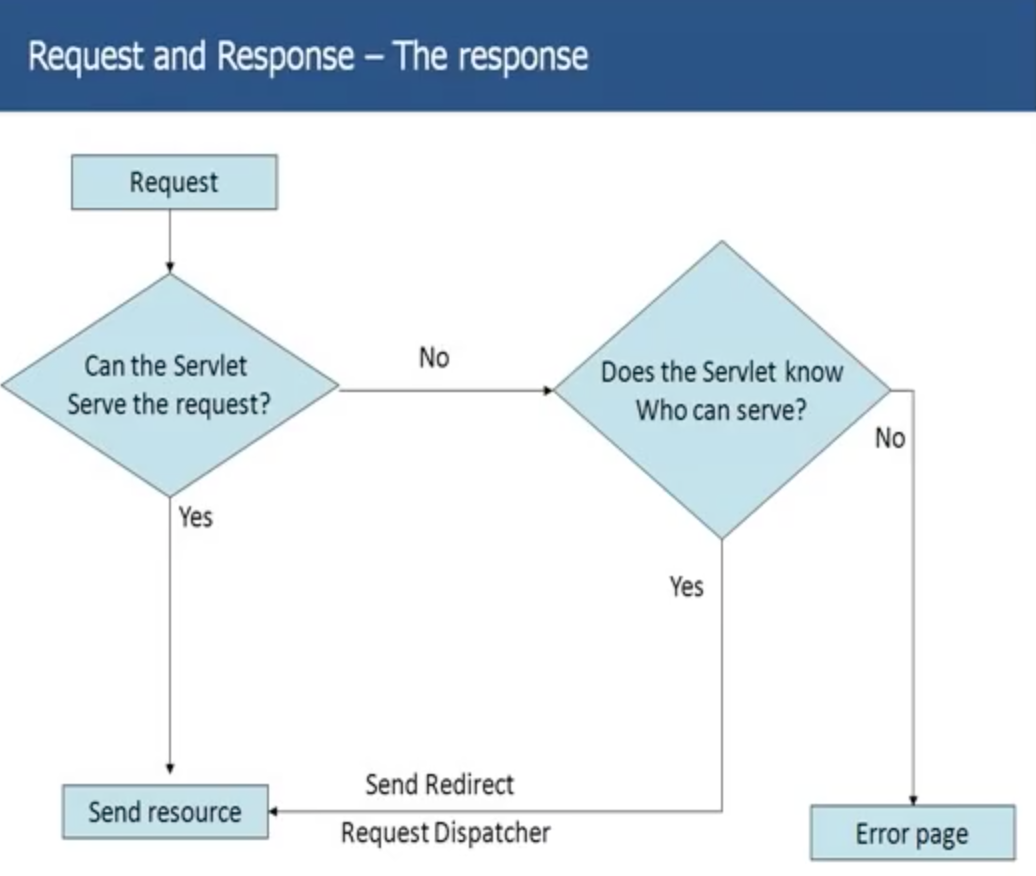 Request and Response – The response
Request
Can the Servlet
Serve the request?
No
Does the Servlet know
Who can serve?
No
Yes
Yes
Send Redirect
Send resource
Request Dispatcher
Error page